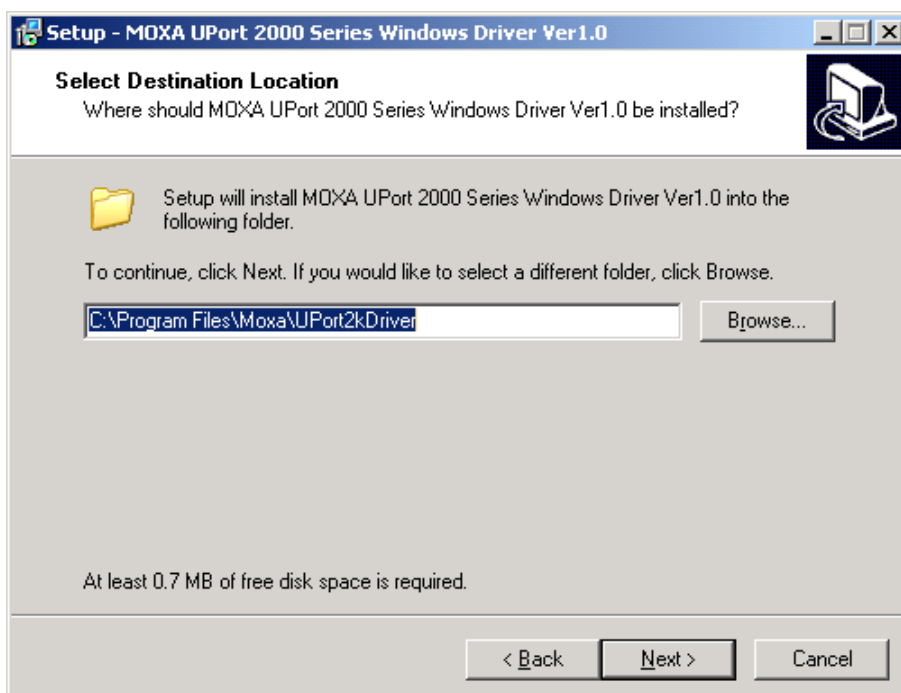 Setup - MOXA UPort 2000 Series Windows Driver Ver1.0
Select Destination Location
Where should MOXA UPort 2000 Series Windows Driver Ver1.0 be installed?
Setup will install MOXA UPort 2000 Series Windows Driver Ver1.0 into the
following folder.
To continue, click Next. If you would like to select a different folder, click Browse.
C:\Program Files\Moxa\UPort2kDriver
Browse...
At least 0.7 MB of free disk space is required.
< Back
Next >
Cancel